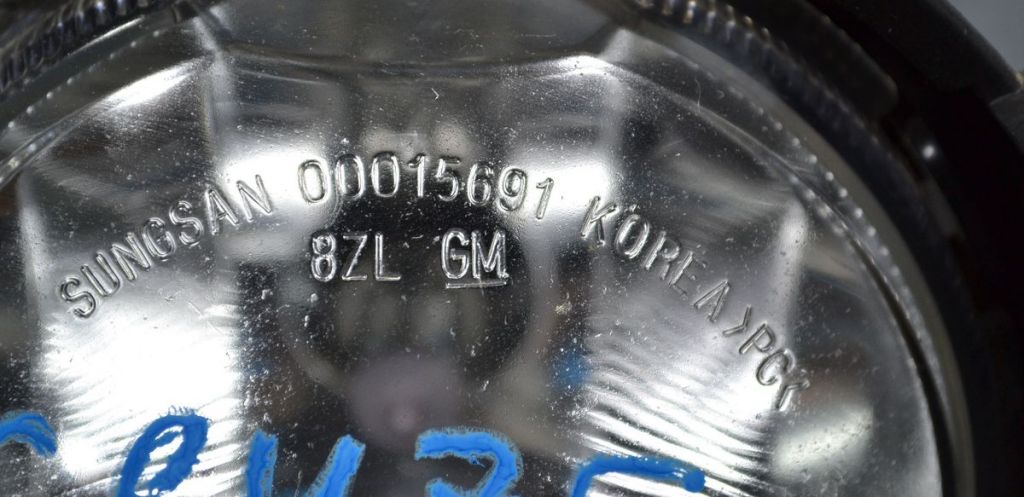 SUNGSAN 00015691 KOREA >PC<
8ZL GM